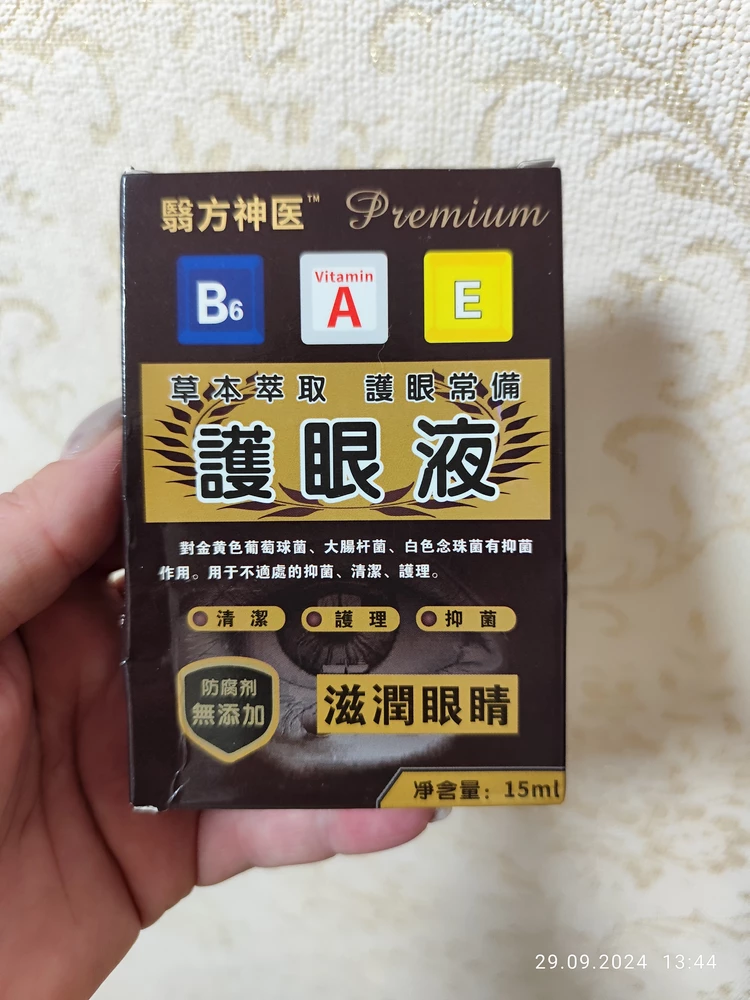 翳方神医™ Premium
B6 Vitamin A E
草本萃取 護眼常備
護眼液
對金黄色葡萄球菌、大腸杆菌、白色念珠菌有抑菌
作用。用于不適處的抑菌、清潔、護理。
清潔 護理 抑菌
防腐剂
無添加
滋潤眼睛
凈含量：15ml
29.09.2024 13:44